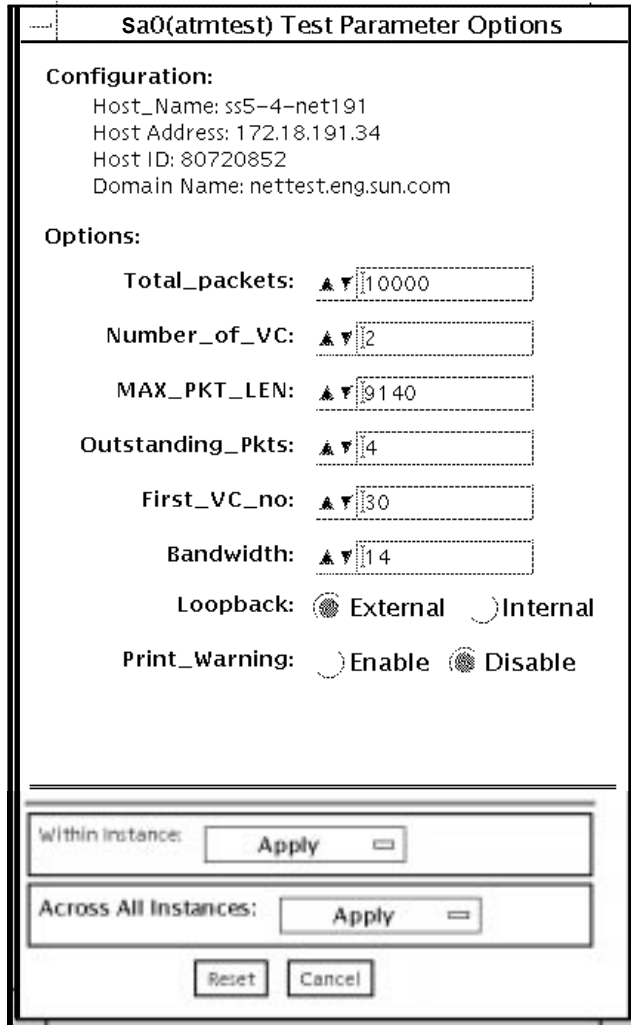 Sa0(atmtest) Test Parameter Options
Configuration:
Host_Name: ss5-4-net191
Host Address: 172.18.191.34
Host ID: 80720852
Domain Name: nettest.eng.sun.com
Options:
Total_packets: 10000
Number_of_VC: 2
MAX_PKT_LEN: 9140
Outstanding_Pkts: 4
First_VC_no: 30
Bandwidth: 14
Loopback: External Internal
Print_Warning: Enable Disable
Within Instance: Apply
Across All Instances: Apply
Reset Cancel